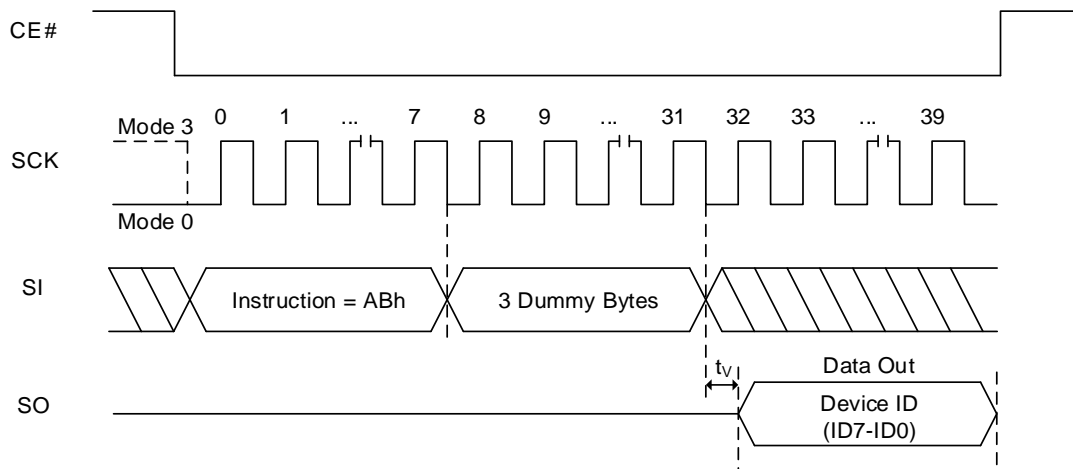 CE#
0 1 ... 7 8 9 ... 31 32 33 ... 39
Mode 3
SCK
Mode 0
SI
Instruction = ABh
3 Dummy Bytes
tV
Data Out
SO
Device ID
(ID7-ID0)